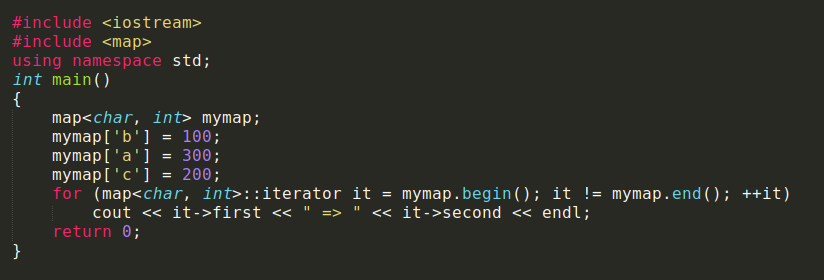 #include <iostream>
#include <map>
using namespace std;
int main()
{
    map<char, int> mymap;
    mymap['b'] = 100;
    mymap['a'] = 300;
    mymap['c'] = 200;
    for (map<char, int>::iterator it = mymap.begin(); it != mymap.end(); ++it)
        cout << it->first << " => " << it->second << endl;
    return 0;
}